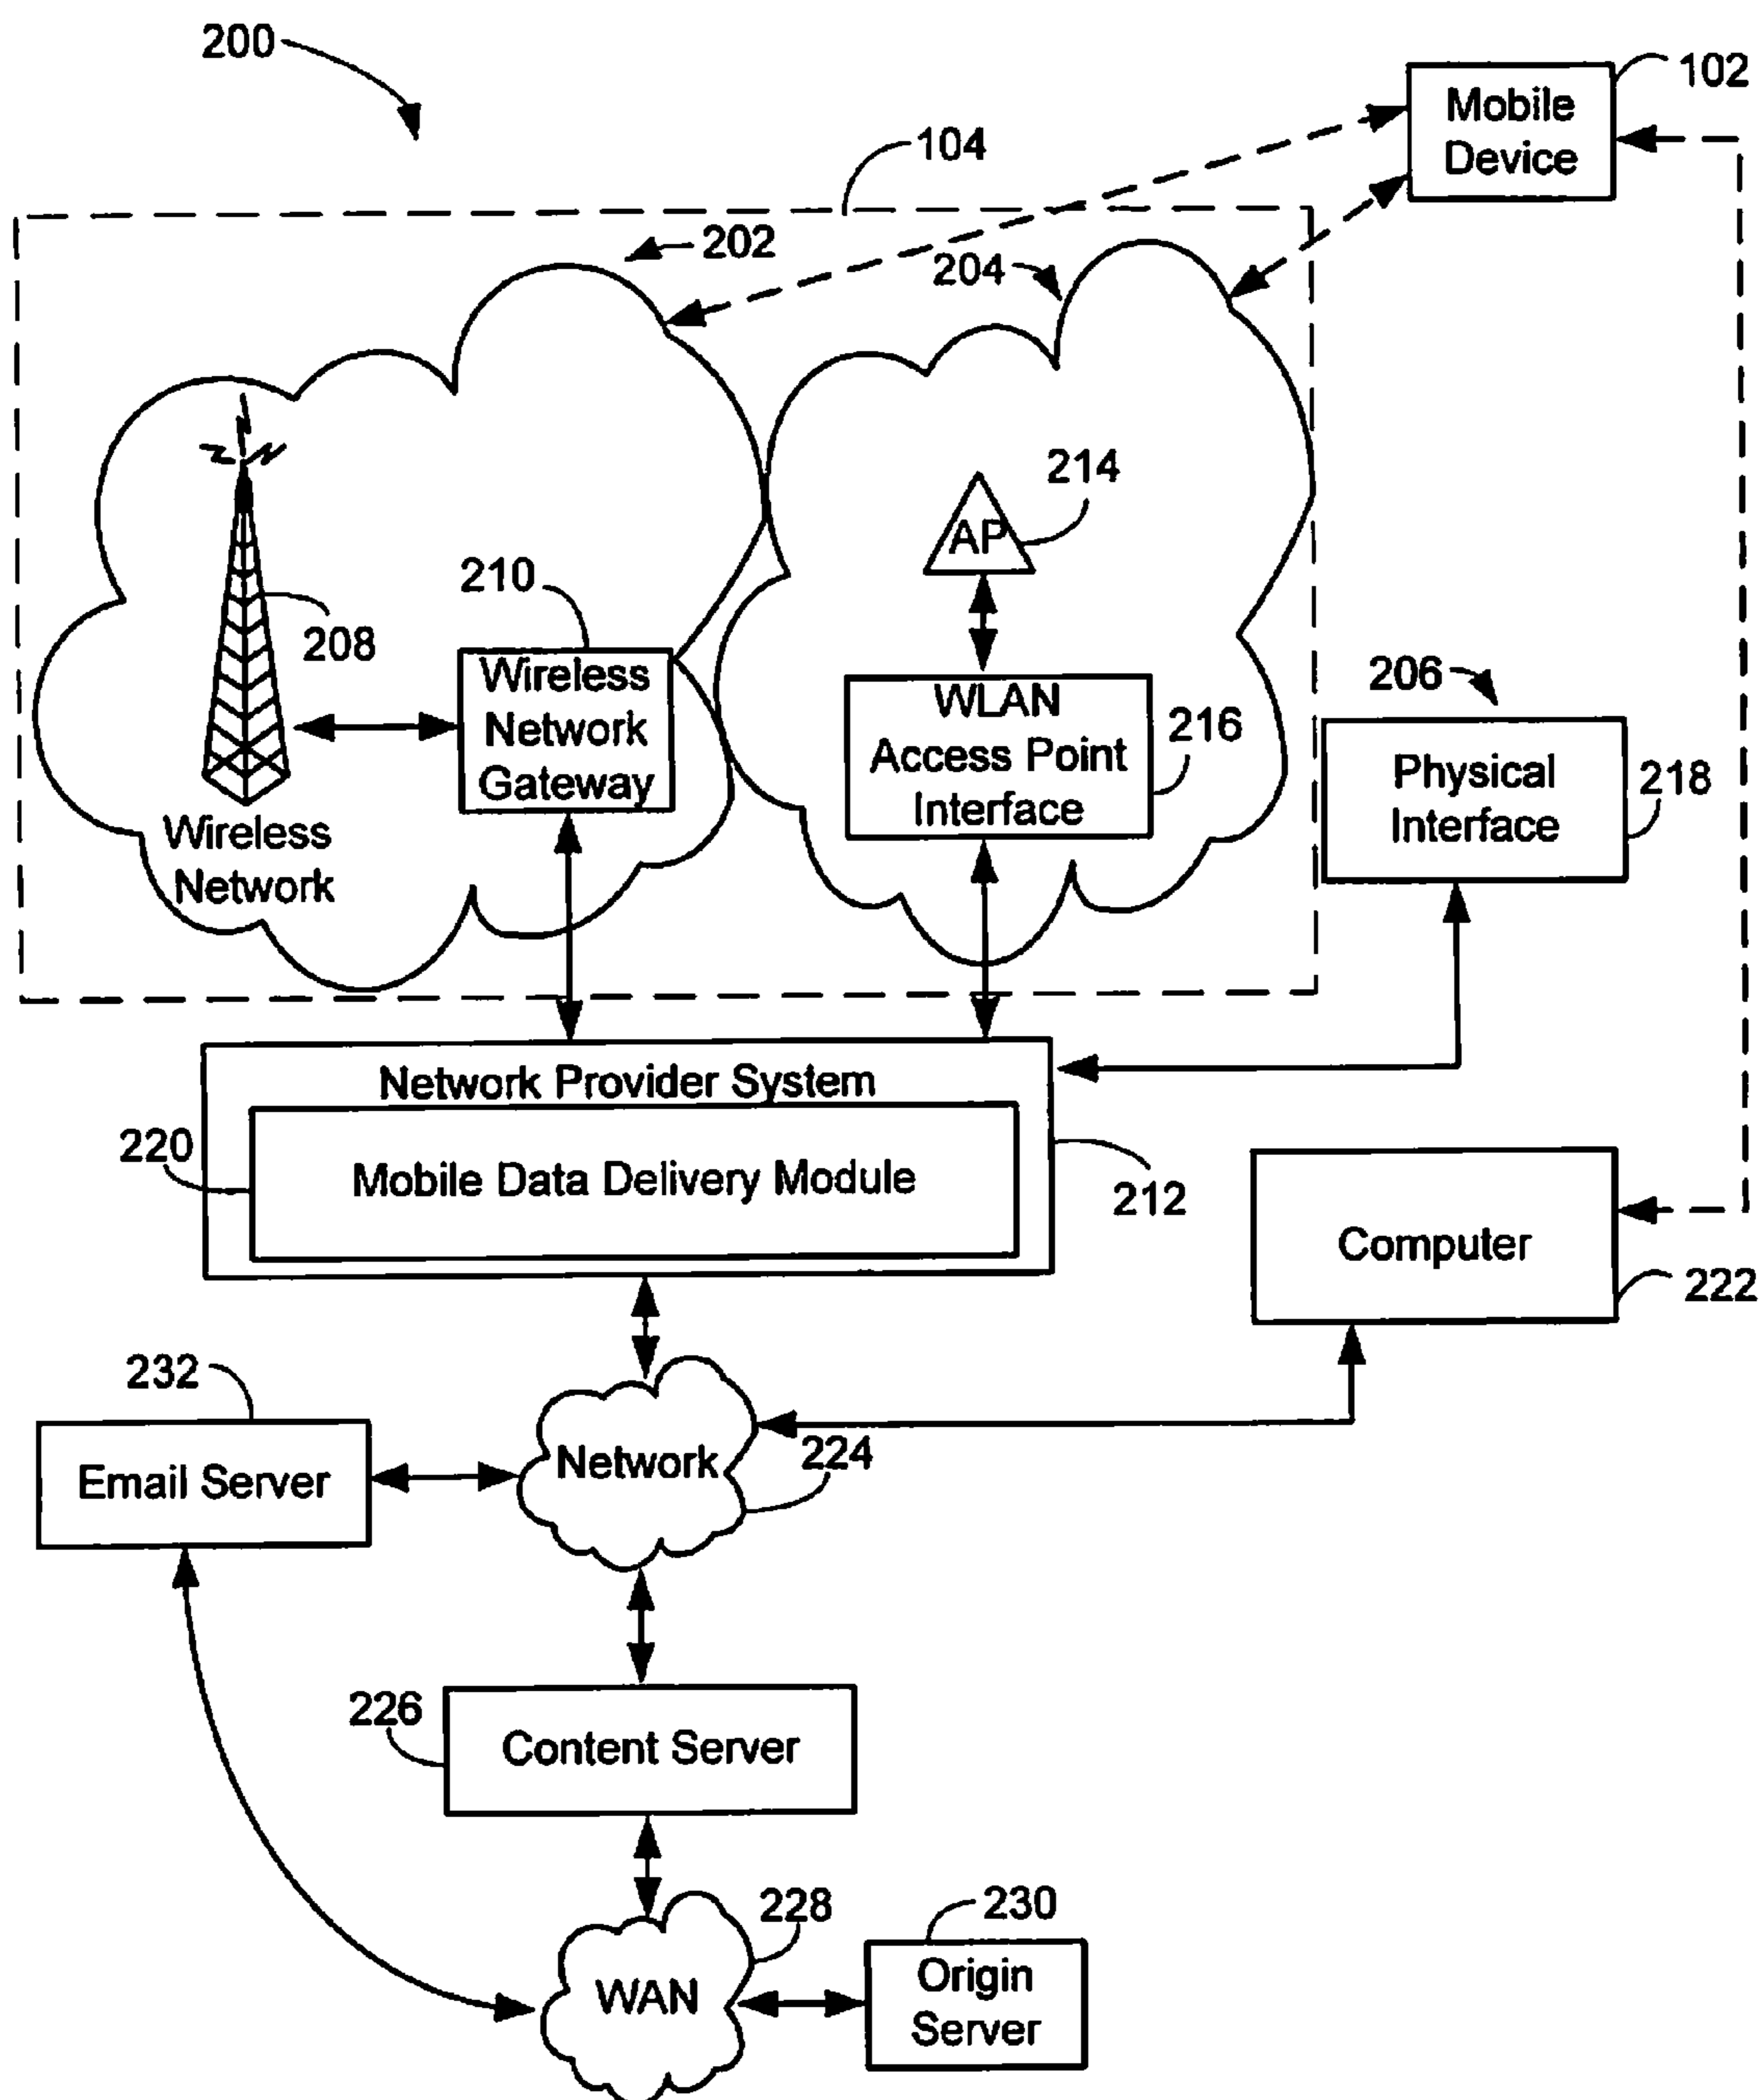 200
102
Mobile
Device
104
202
204
214
AP
210
208
Wireless
Network
Gateway
WLAN
Access Point
Interface
216
206
Physical
Interface
218
Wireless
Network
Network Provider System
220
Mobile Data Delivery Module
212
Computer
222
232
Email Server
Network
224
226
Content Server
228
230
WAN
Origin
Server